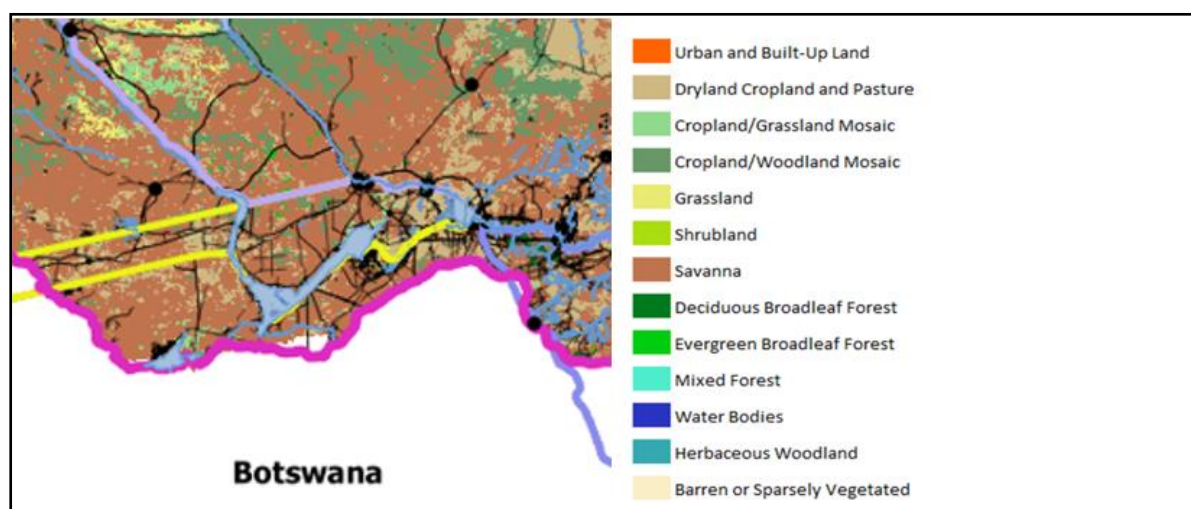 Urban and Built-Up Land
Dryland Cropland and Pasture
Cropland/Grassland Mosaic
Cropland/Woodland Mosaic
Grassland
Shrubland
Savanna
Deciduous Broadleaf Forest
Evergreen Broadleaf Forest
Mixed Forest
Water Bodies
Herbaceous Woodland
Barren or Sparsely Vegetated
Botswana